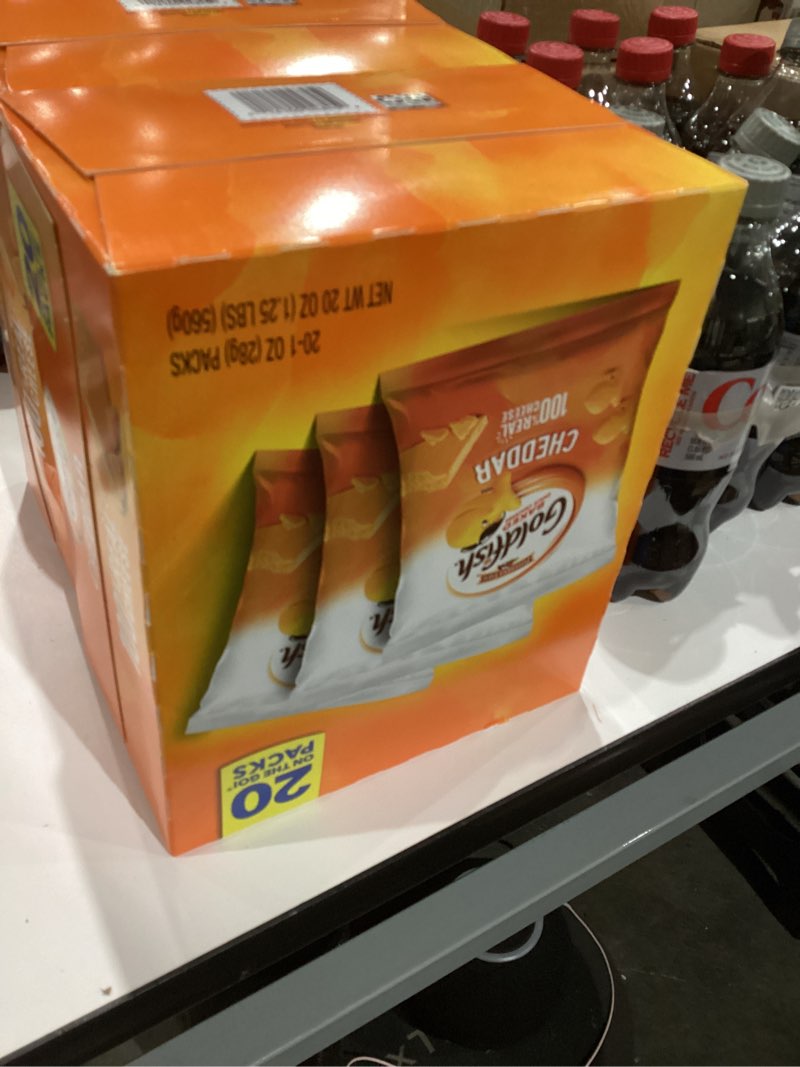 20
ON THE GO!
PACKS
Goldfish
BAKED
CHEDDAR
100% REAL
CHEESE
20-1 OZ (28g) PACKS
NET WT 20 OZ (1.25 LBS) (560g)